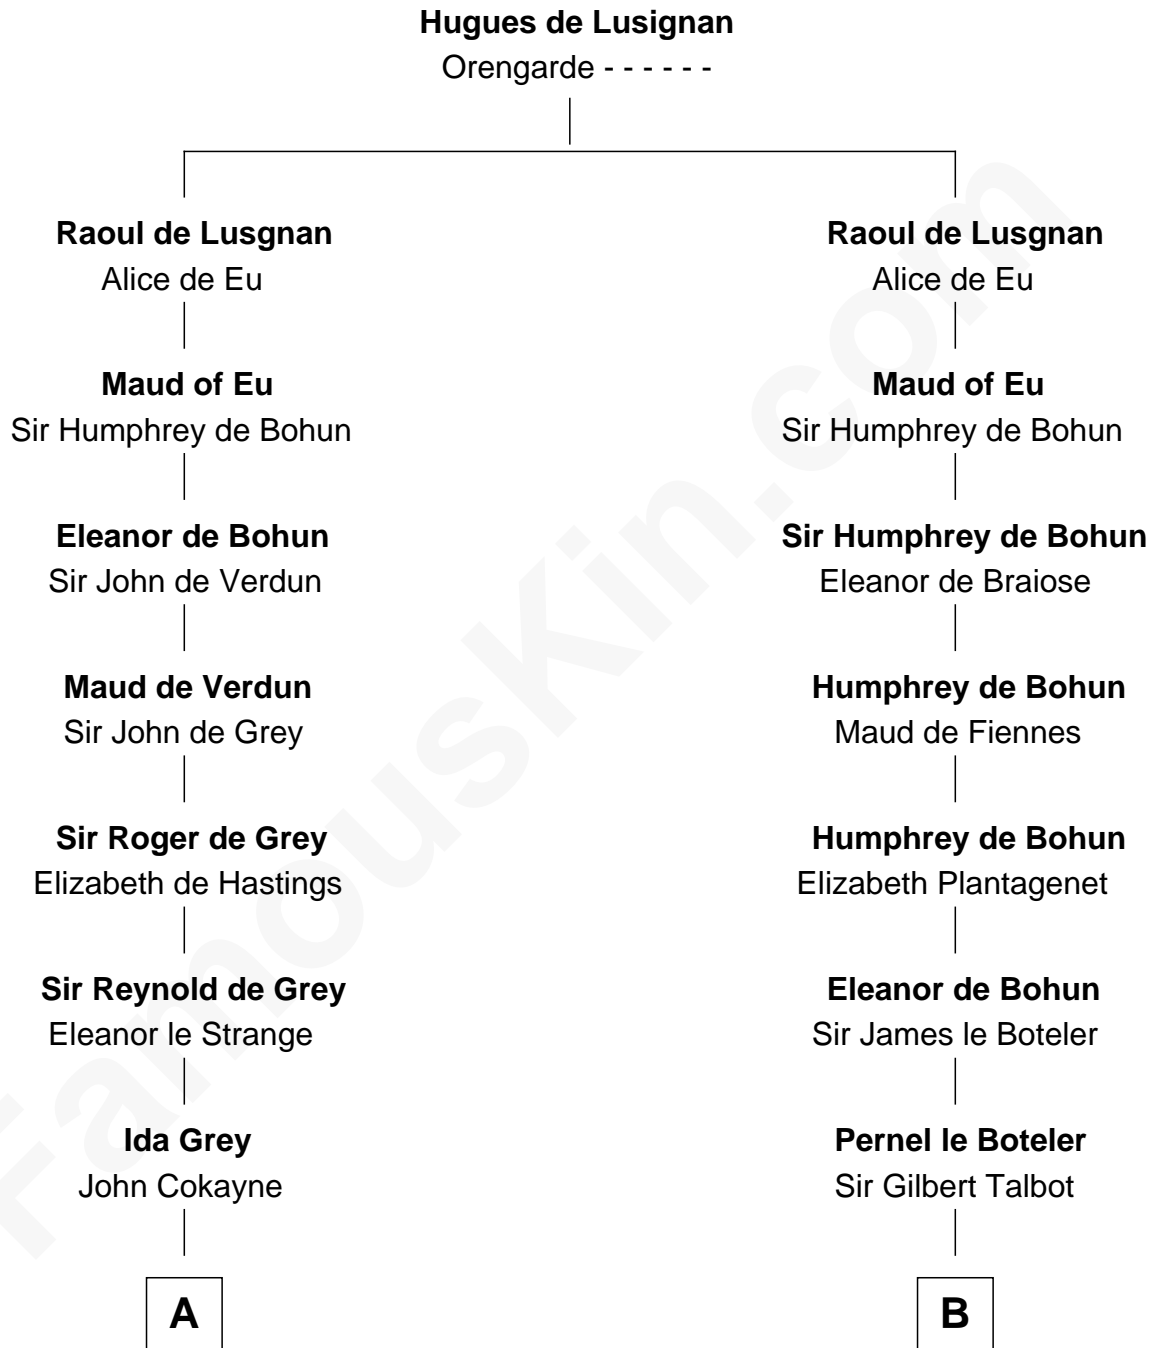 Hugues de Lusignan
Orengarde - - - - - -
Raoul de Lusgnan
Alice de Eu
Raoul de Lusgnan
Alice de Eu
Maud of Eu
Sir Humphrey de Bohun
Maud of Eu
Sir Humphrey de Bohun
Eleanor de Bohun
Sir John de Verdun
Sir Humphrey de Bohun
Eleanor de Braiose
Maud de Verdun
Sir John de Grey
Humphrey de Bohun
Maud de Fiennes
Sir Roger de Grey
Elizabeth de Hastings
Humphrey de Bohun
Elizabeth Plantagenet
Sir Reynold de Grey
Eleanor le Strange
Eleanor de Bohun
Sir James le Boteler
Ida Grey
John Cokayne
Pernel le Boteler
Sir Gilbert Talbot
A
B
FamousKin.com